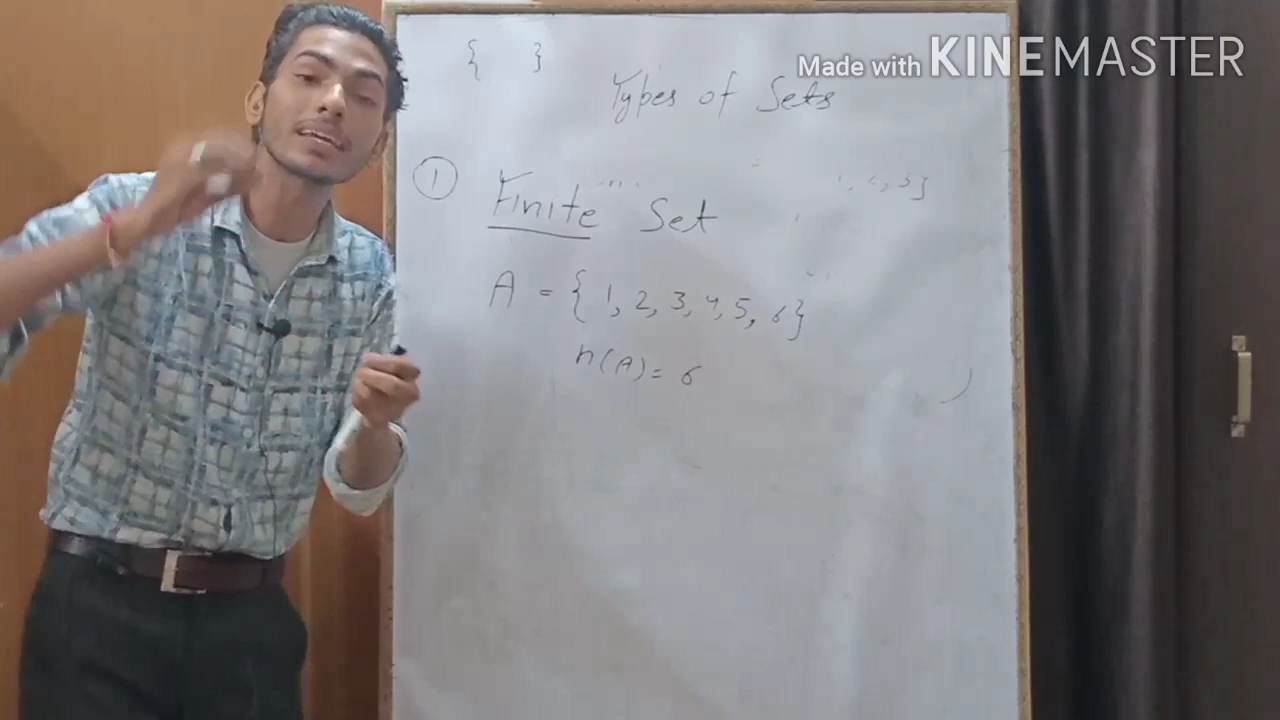 { }
Made with KINEMASTER
Types of Sets
① Finite Set
A = {1, 2, 3, 4, 5, 6}
n(A) = 6